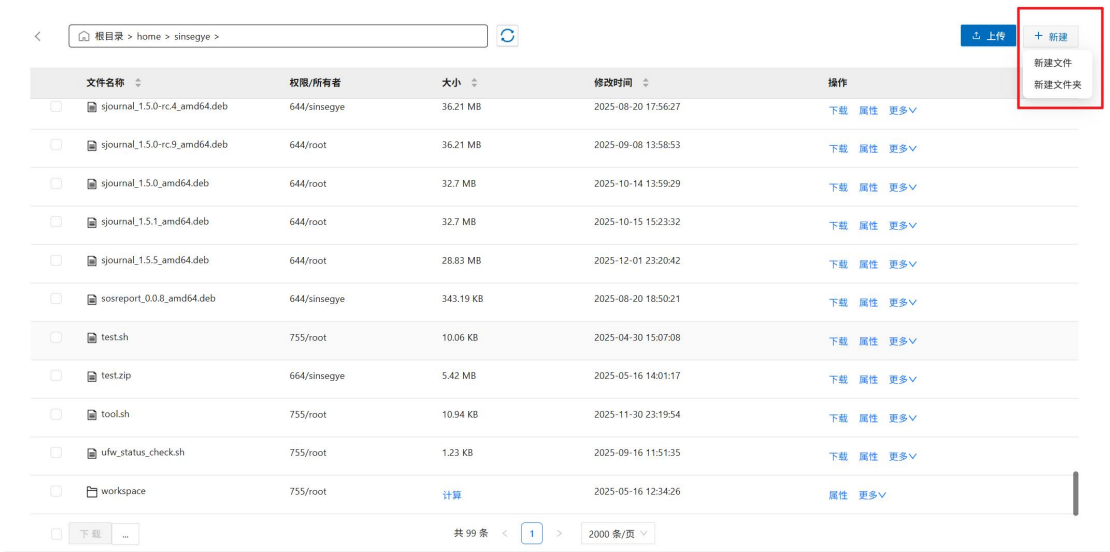 根目录 > home > sinsegye >
上传
+ 新建
新建文件
新建文件夹
文件名称 权限/所有者 大小 修改时间 操作
sjournal_1.5.0-rc.4_amd64.deb 644/sinsegye 36.21 MB 2025-08-20 17:56:27 下载 属性 更多
sjournal_1.5.0-rc.9_amd64.deb 644/root 36.21 MB 2025-09-08 13:58:53 下载 属性 更多
sjournal_1.5.0_amd64.deb 644/root 32.7 MB 2025-10-14 13:59:29 下载 属性 更多
sjournal_1.5.1_amd64.deb 644/root 32.7 MB 2025-10-15 15:23:32 下载 属性 更多
sjournal_1.5.5_amd64.deb 644/root 28.83 MB 2025-12-01 23:20:42 下载 属性 更多
sosreport_0.0.8_amd64.deb 644/sinsegye 343.19 KB 2025-08-20 18:50:21 下载 属性 更多
test.sh 755/root 10.06 KB 2025-04-30 15:07:08 下载 属性 更多
test.zip 664/sinsegye 5.42 MB 2025-05-16 14:01:17 下载 属性 更多
tool.sh 755/root 10.94 KB 2025-11-30 23:19:54 下载 属性 更多
ufw_status_check.sh 755/root 1.23 KB 2025-09-16 11:51:35 下载 属性 更多
workspace 755/root 计算 2025-05-16 12:34:26 属性 更多
下载 ... 共 99 条 < 1 > 2000 条/页